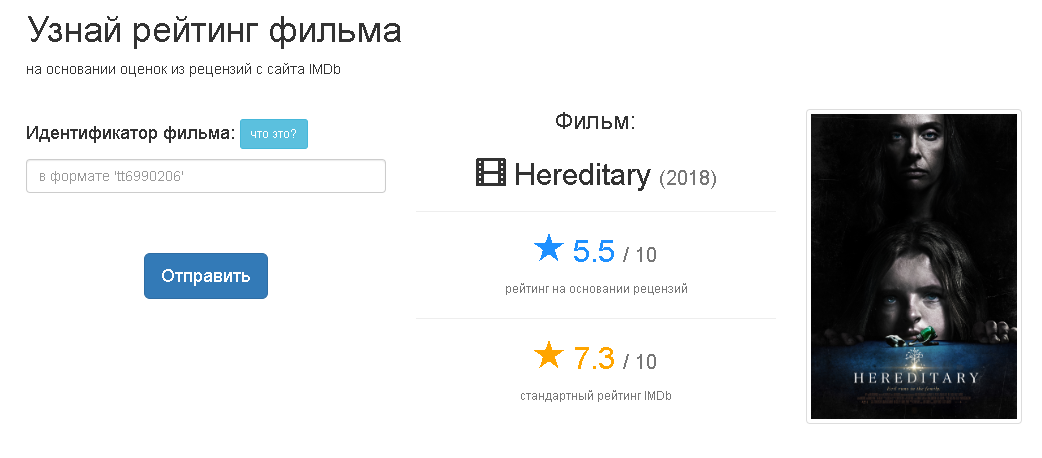 Узнай рейтинг фильма
на основании оценок из рецензий с сайта IMDb
Идентификатор фильма: что это?
в формате 'tt6990206'
Отправить
Фильм:
Hereditary (2018)
5.5 / 10
рейтинг на основании рецензий
7.3 / 10
стандартный рейтинг IMDb
HEREDITARY